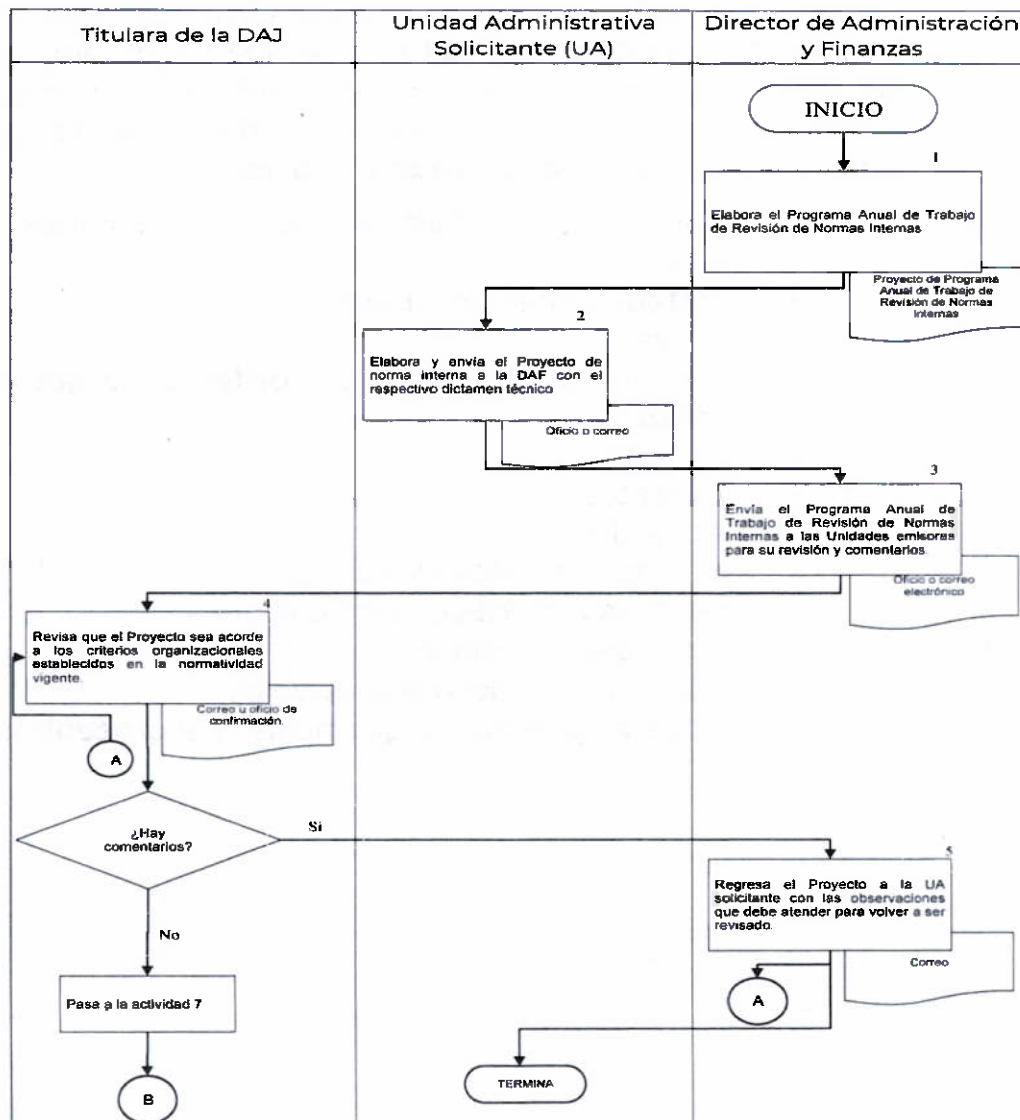 Titulara de la DAJ
Unidad Administrativa
Solicitante (UA)
Director de Administración
y Finanzas
INICIO
1
Elabora el Programa Anual de Trabajo
de Revisión de Normas Internas
Proyecto de Programa
Anual de Trabajo de
Revisión de Normas
Internas
2
Elabora y envía el Proyecto de
norma interna a la DAF con el
respectivo dictamen técnico
Oficio o correo
3
Envía el Programa Anual de
Trabajo de Revisión de Normas
Internas a las Unidades emisoras
para su revisión y comentarios.
Oficio o correo
electrónico
4
Revisa que el Proyecto sea acorde
a los criterios organizacionales
establecidos en la normatividad
vigente.
Correo u oficio de
confirmación.
A
¿Hay
comentarios?
Si
5
Regresa el Proyecto a la UA
solicitante con las observaciones
que debe atender para volver a ser
revisado.
Correo
No
A
Pasa a la actividad 7
TERMINA
B